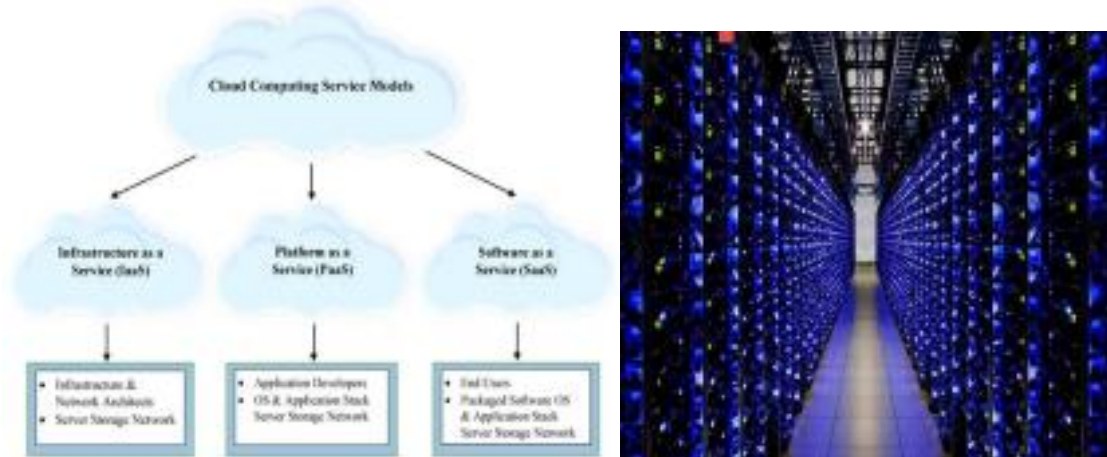 Cloud Computing Service Models
Infrastructure as a
Service (IaaS)
Platform as a
Service (PaaS)
Software as a
Service (SaaS)
• Infrastructure &
Network Architects
• Server Storage Network
• Application Developers
• OS & Application Stack
Server Storage Network
• End Users
• Packaged Software OS
& Application Stack
Server Storage Network